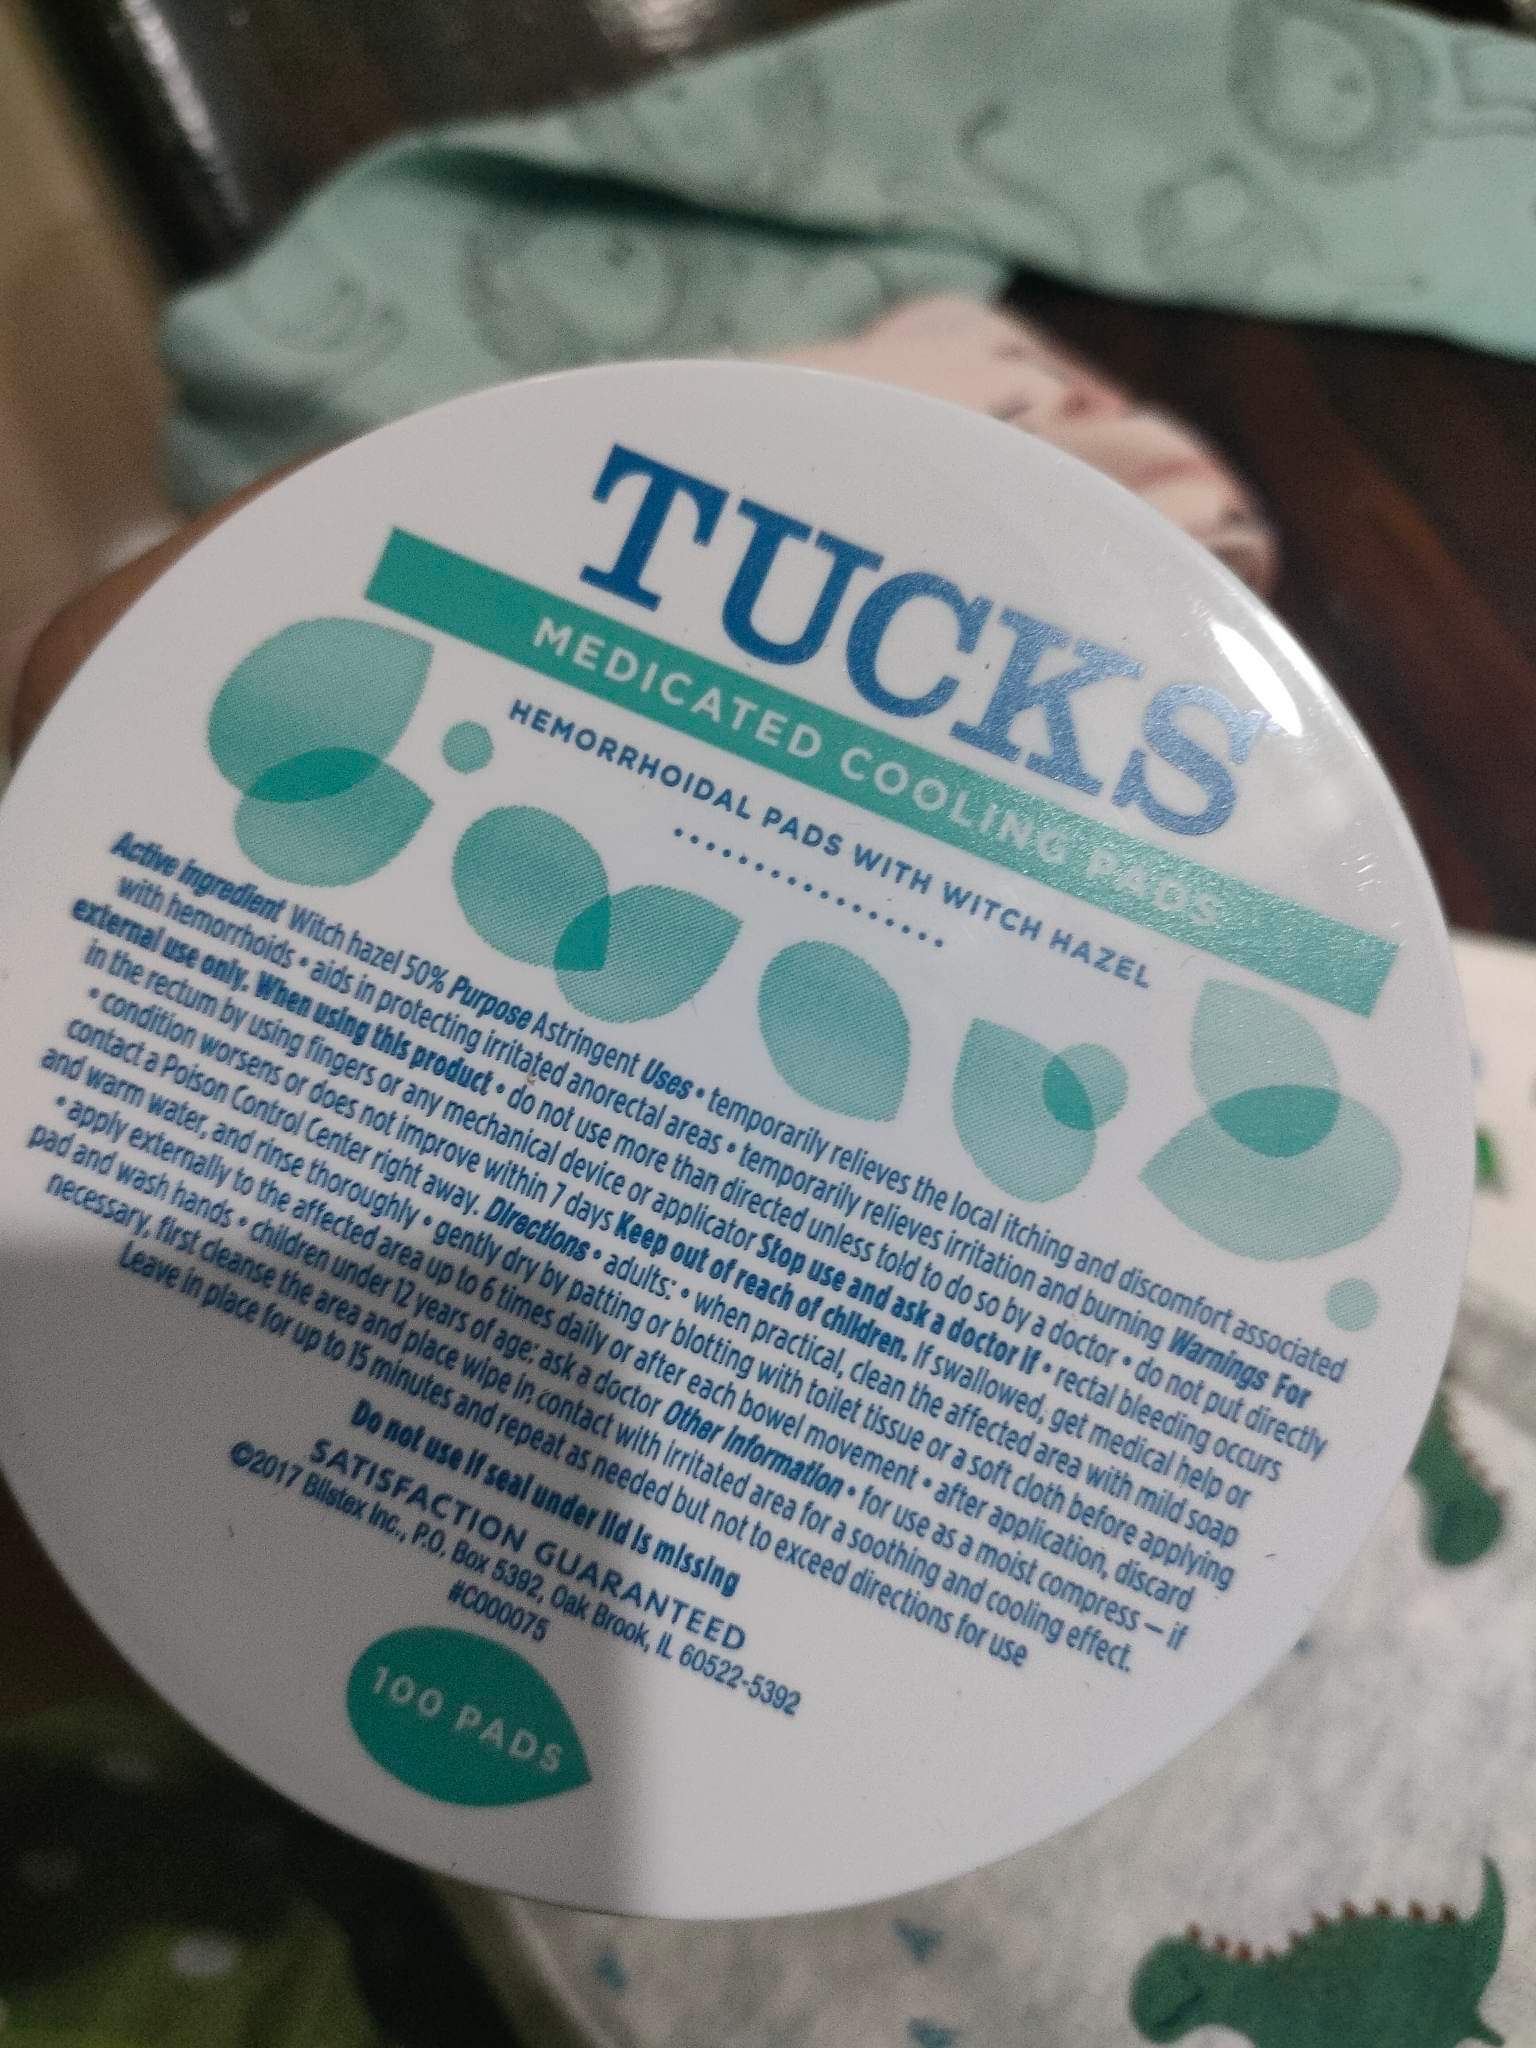 TUCKS
MEDICATED COOLING PADS
HEMORRHOIDAL PADS WITH WITCH HAZEL
Active ingredient Witch hazel 50% Purpose Astringent Uses • temporarily relieves the local itching and discomfort associated
with hemorrhoids • aids in protecting irritated anorectal areas • temporarily relieves irritation and burning Warnings For
external use only. When using this product • do not use more than directed unless told to do so by a doctor • do not put directly
in the rectum by using fingers or any mechanical device or applicator Stop use and ask a doctor if • rectal bleeding occurs
• condition worsens or does not improve within 7 days Keep out of reach of children. If swallowed, get medical help or
contact a Poison Control Center right away. Directions • adults: • when practical, clean the affected area with mild soap
and warm water, and rinse thoroughly • gently dry by patting or blotting with toilet tissue or a soft cloth before applying
• apply externally to the affected area up to 6 times daily or after each bowel movement • after application, discard
pad and wash hands • children under 12 years of age: ask a doctor Other information • for use as a moist compress – if
necessary, first cleanse the area and place wipe in contact with irritated area for a soothing and cooling effect.
Leave in place for up to 15 minutes and repeat as needed but not to exceed directions for use
Do not use if seal under lid is missing
SATISFACTION GUARANTEED
©2017 Blistex Inc., P.O. Box 5392, Oak Brook, IL 60522-5392
#C000075
100 PADS